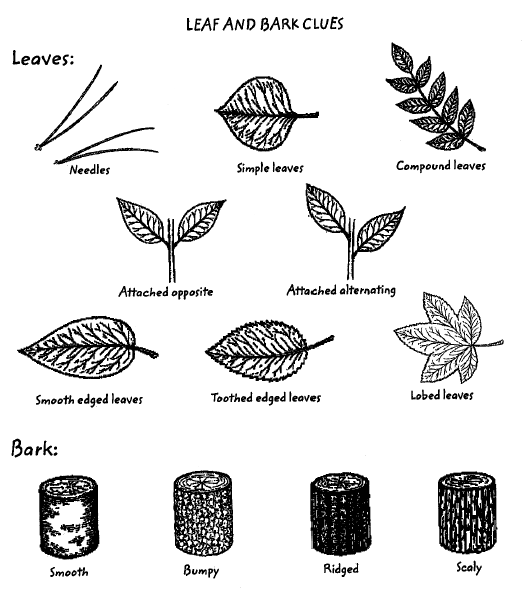 LEAF AND BARK CLUES
Leaves:
Needles
Simple leaves
Compound leaves
Attached opposite
Attached alternating
Smooth edged leaves
Toothed edged leaves
Lobed leaves
Bark:
Smooth
Bumpy
Ridged
Scaly